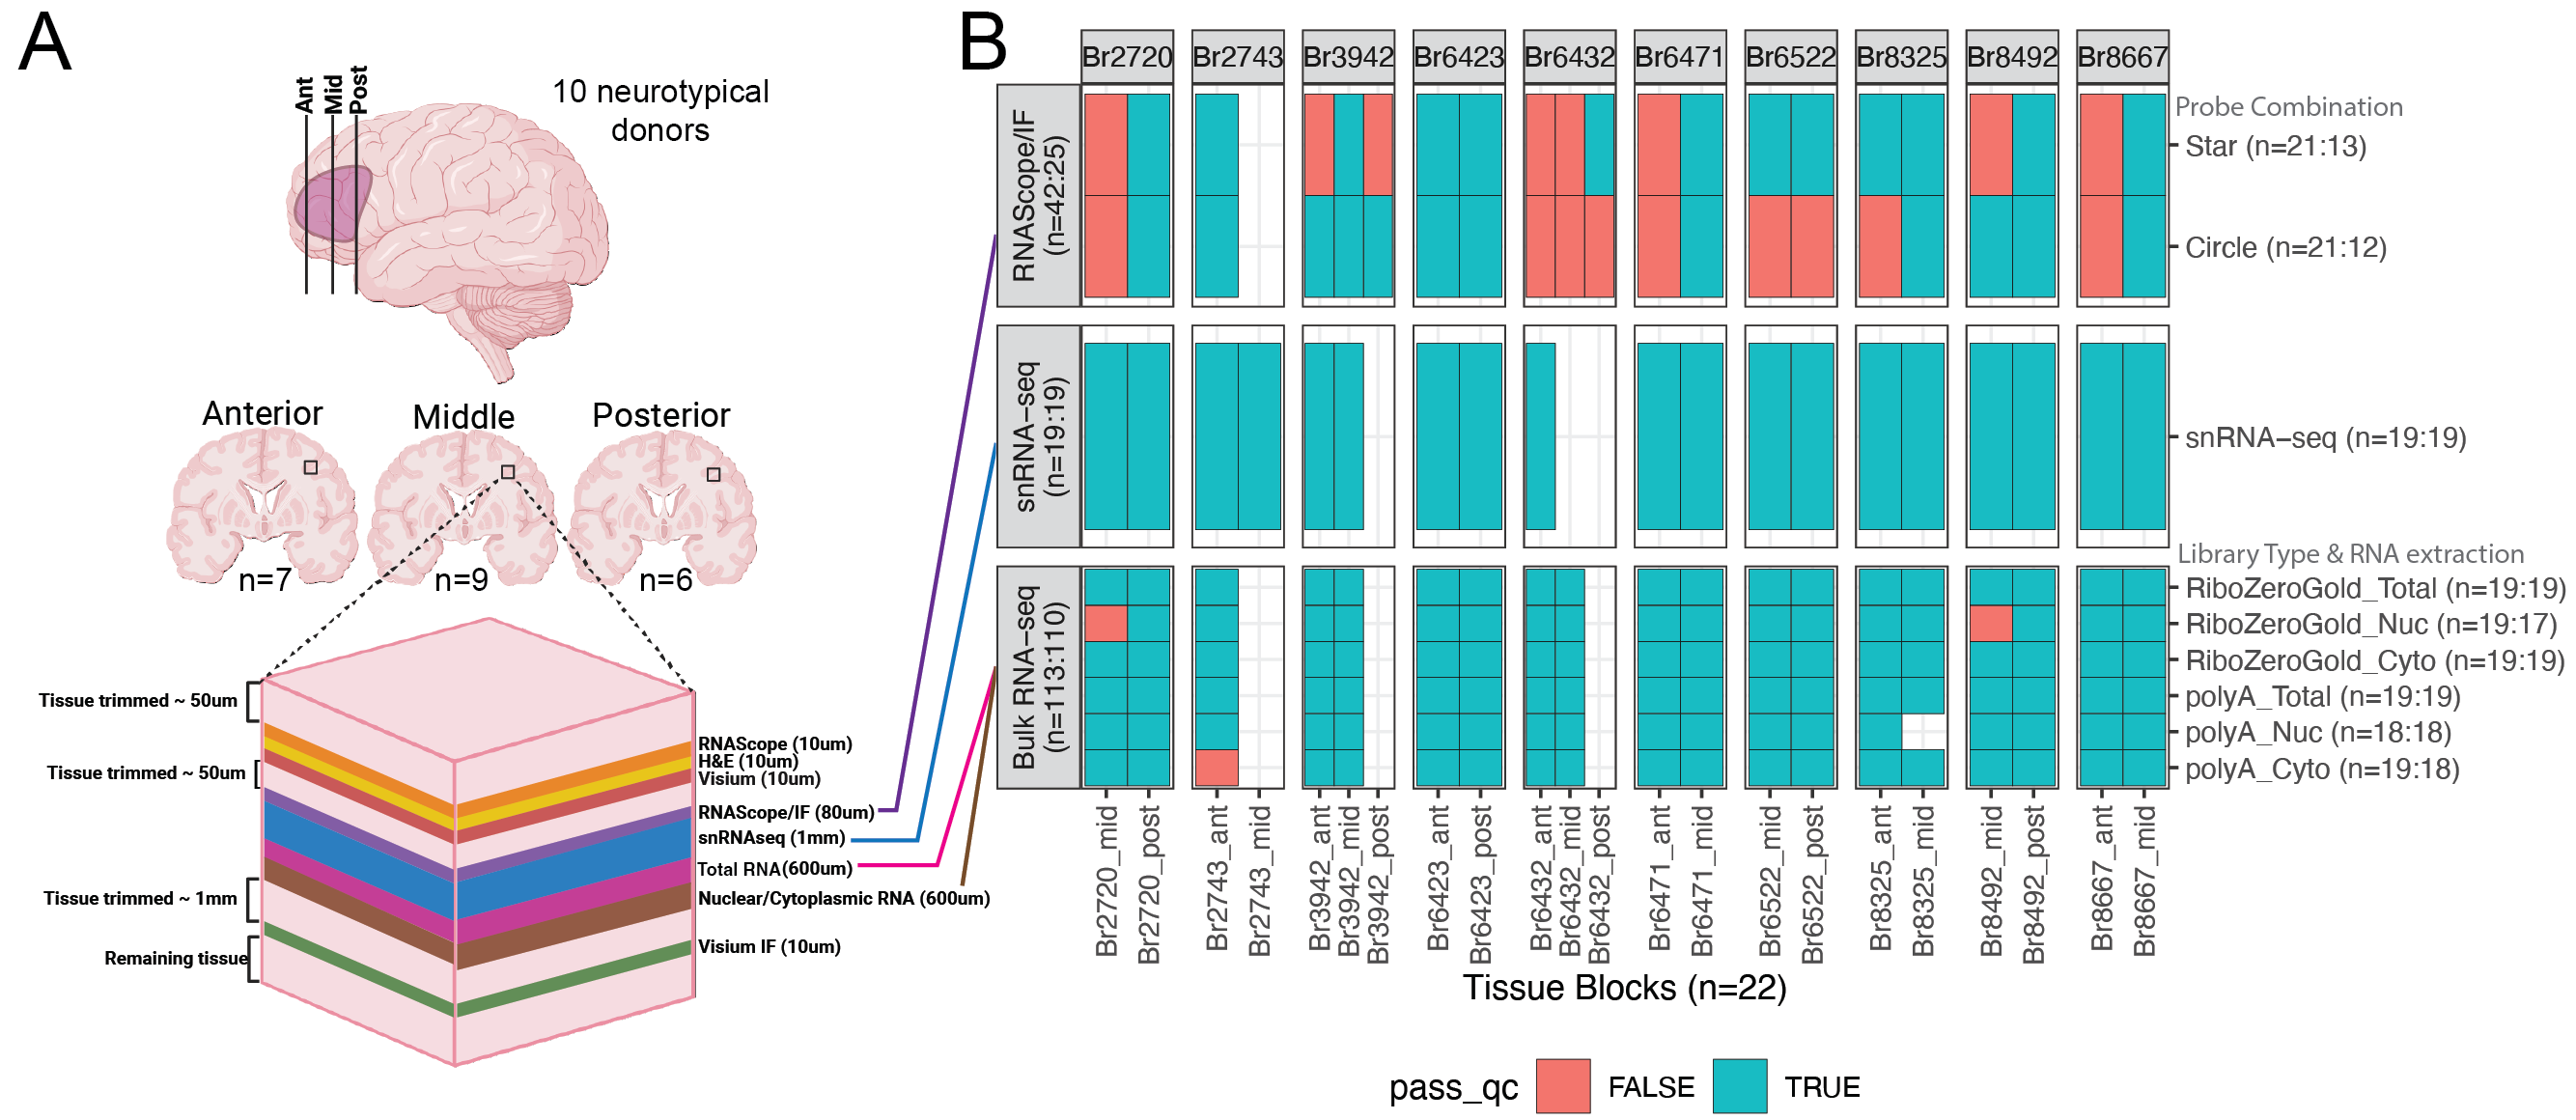 A
Ant
Mid
Post
10 neurotypical
donors
Anterior
Middle
Posterior
n=7
n=9
n=6
Tissue trimmed ~ 50um
Tissue trimmed ~ 50um
Tissue trimmed ~ 1mm
Remaining tissue
RNAScope (10um)
H&E (10um)
Visium (10um)
RNAScope/IF (80um)
snRNAseq (1mm)
Total RNA(600um)
Nuclear/Cytoplasmic RNA (600um)
Visium IF (10um)
B
Br2720
Br2743
Br3942
Br6423
Br6432
Br6471
Br6522
Br8325
Br8492
Br8667
RNAScope/IF
(n=42:25)
snRNA−seq
(n=19:19)
Bulk RNA−seq
(n=113:110)
Probe Combination
Star (n=21:13)
Circle (n=21:12)
snRNA−seq (n=19:19)
Library Type & RNA extraction
RiboZeroGold_Total (n=19:19)
RiboZeroGold_Nuc (n=19:17)
RiboZeroGold_Cyto (n=19:19)
polyA_Total (n=19:19)
polyA_Nuc (n=18:18)
polyA_Cyto (n=19:18)
Br2720_mid
Br2720_post
Br2743_ant
Br2743_mid
Br3942_ant
Br3942_mid
Br3942_post
Br6423_ant
Br6423_post
Br6432_ant
Br6432_mid
Br6432_post
Br6471_ant
Br6471_mid
Br6522_mid
Br6522_post
Br8325_ant
Br8325_mid
Br8492_mid
Br8492_post
Br8667_ant
Br8667_mid
Tissue Blocks (n=22)
pass_qc
FALSE
TRUE